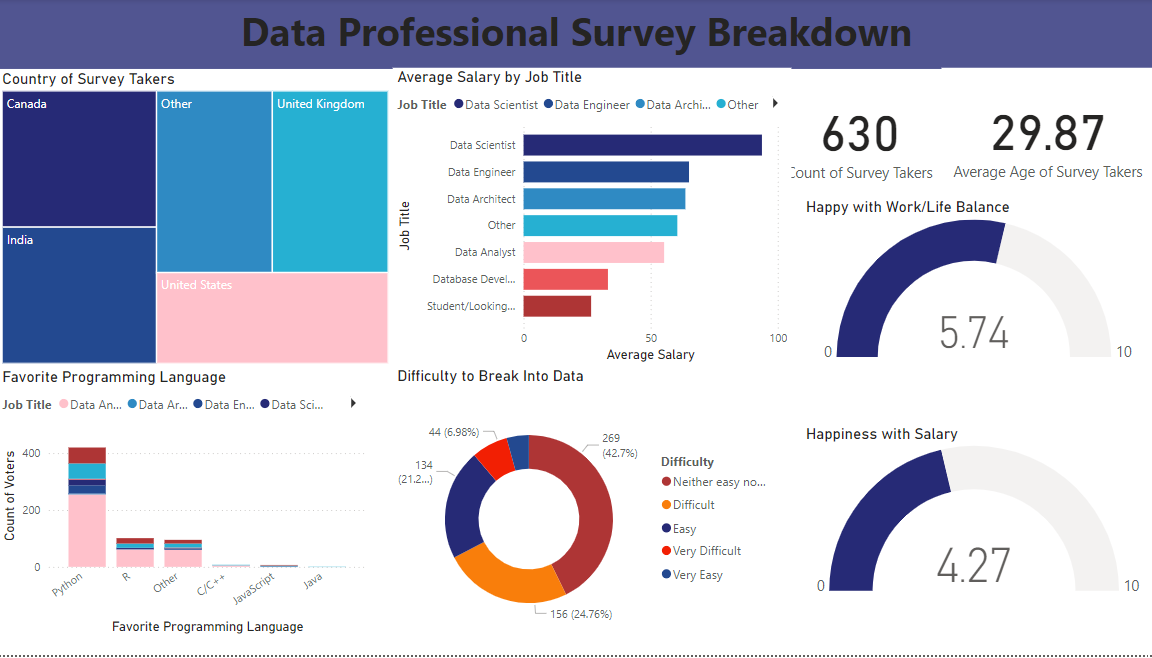 Data Professional Survey Breakdown
Country of Survey Takers
Canada
Other
United Kingdom
India
United States
Average Salary by Job Title
Job Title Data Scientist Data Engineer Data Archi... Other
Job Title
Data Scientist
Data Engineer
Data Architect
Other
Data Analyst
Database Devel...
Student/Looking...
0 50 100
Average Salary
630
Count of Survey Takers
29.87
Average Age of Survey Takers
Happy with Work/Life Balance
5.74
0 10
Favorite Programming Language
Job Title Data An... Data Ar... Data En... Data Sci...
Count of Voters
400
200
0
Python R Other C/C++ JavaScript Java
Favorite Programming Language
Difficulty to Break Into Data
44 (6.98%)
269
(42.7%)
134
(21.2...)
156 (24.76%)
Difficulty
Neither easy no...
Difficult
Easy
Very Difficult
Very Easy
Happiness with Salary
4.27
0 10